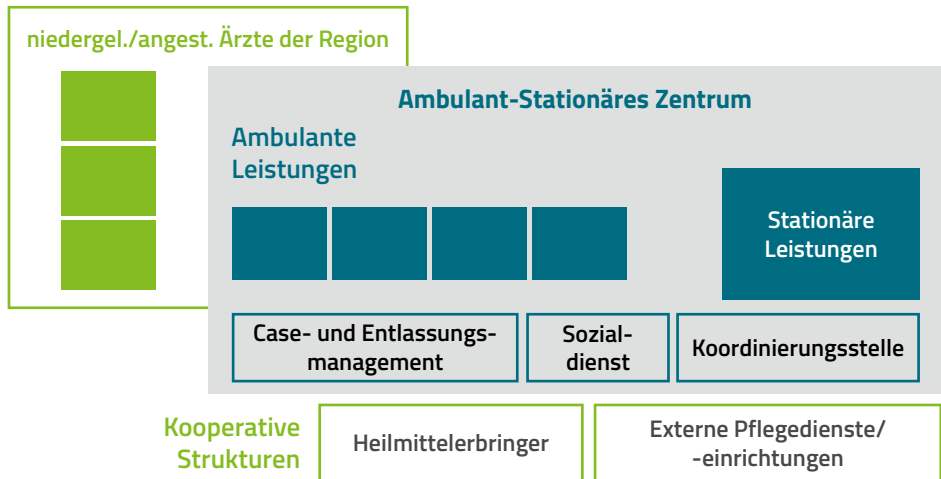 niedergel./angest. Ärzte der Region
Ambulant-Stationäres Zentrum
Ambulante
Leistungen
Stationäre
Leistungen
Case- und Entlassungs-
management
Sozial-
dienst
Koordinierungsstelle
Kooperative
Strukturen
Heilmittelerbringer
Externe Pflegedienste/
-einrichtungen